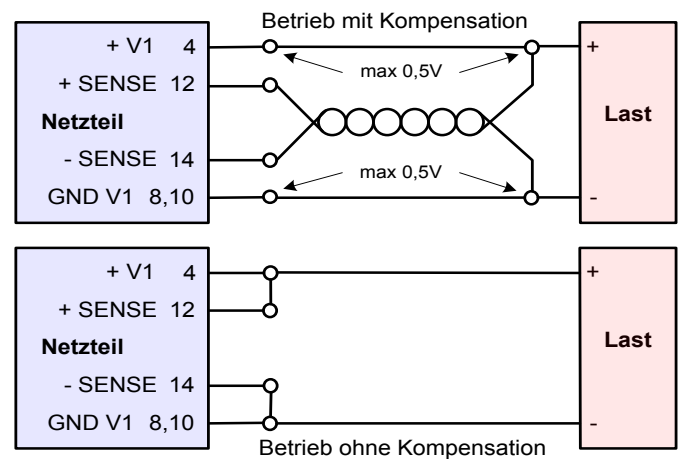 Betrieb mit Kompensation
+ V1 4
+
max 0,5V
+ SENSE 12
Netzteil
Last
- SENSE 14
max 0,5V
GND V1 8,10
-
+ V1 4
+
+ SENSE 12
Netzteil
Last
- SENSE 14
GND V1 8,10
-
Betrieb ohne Kompensation